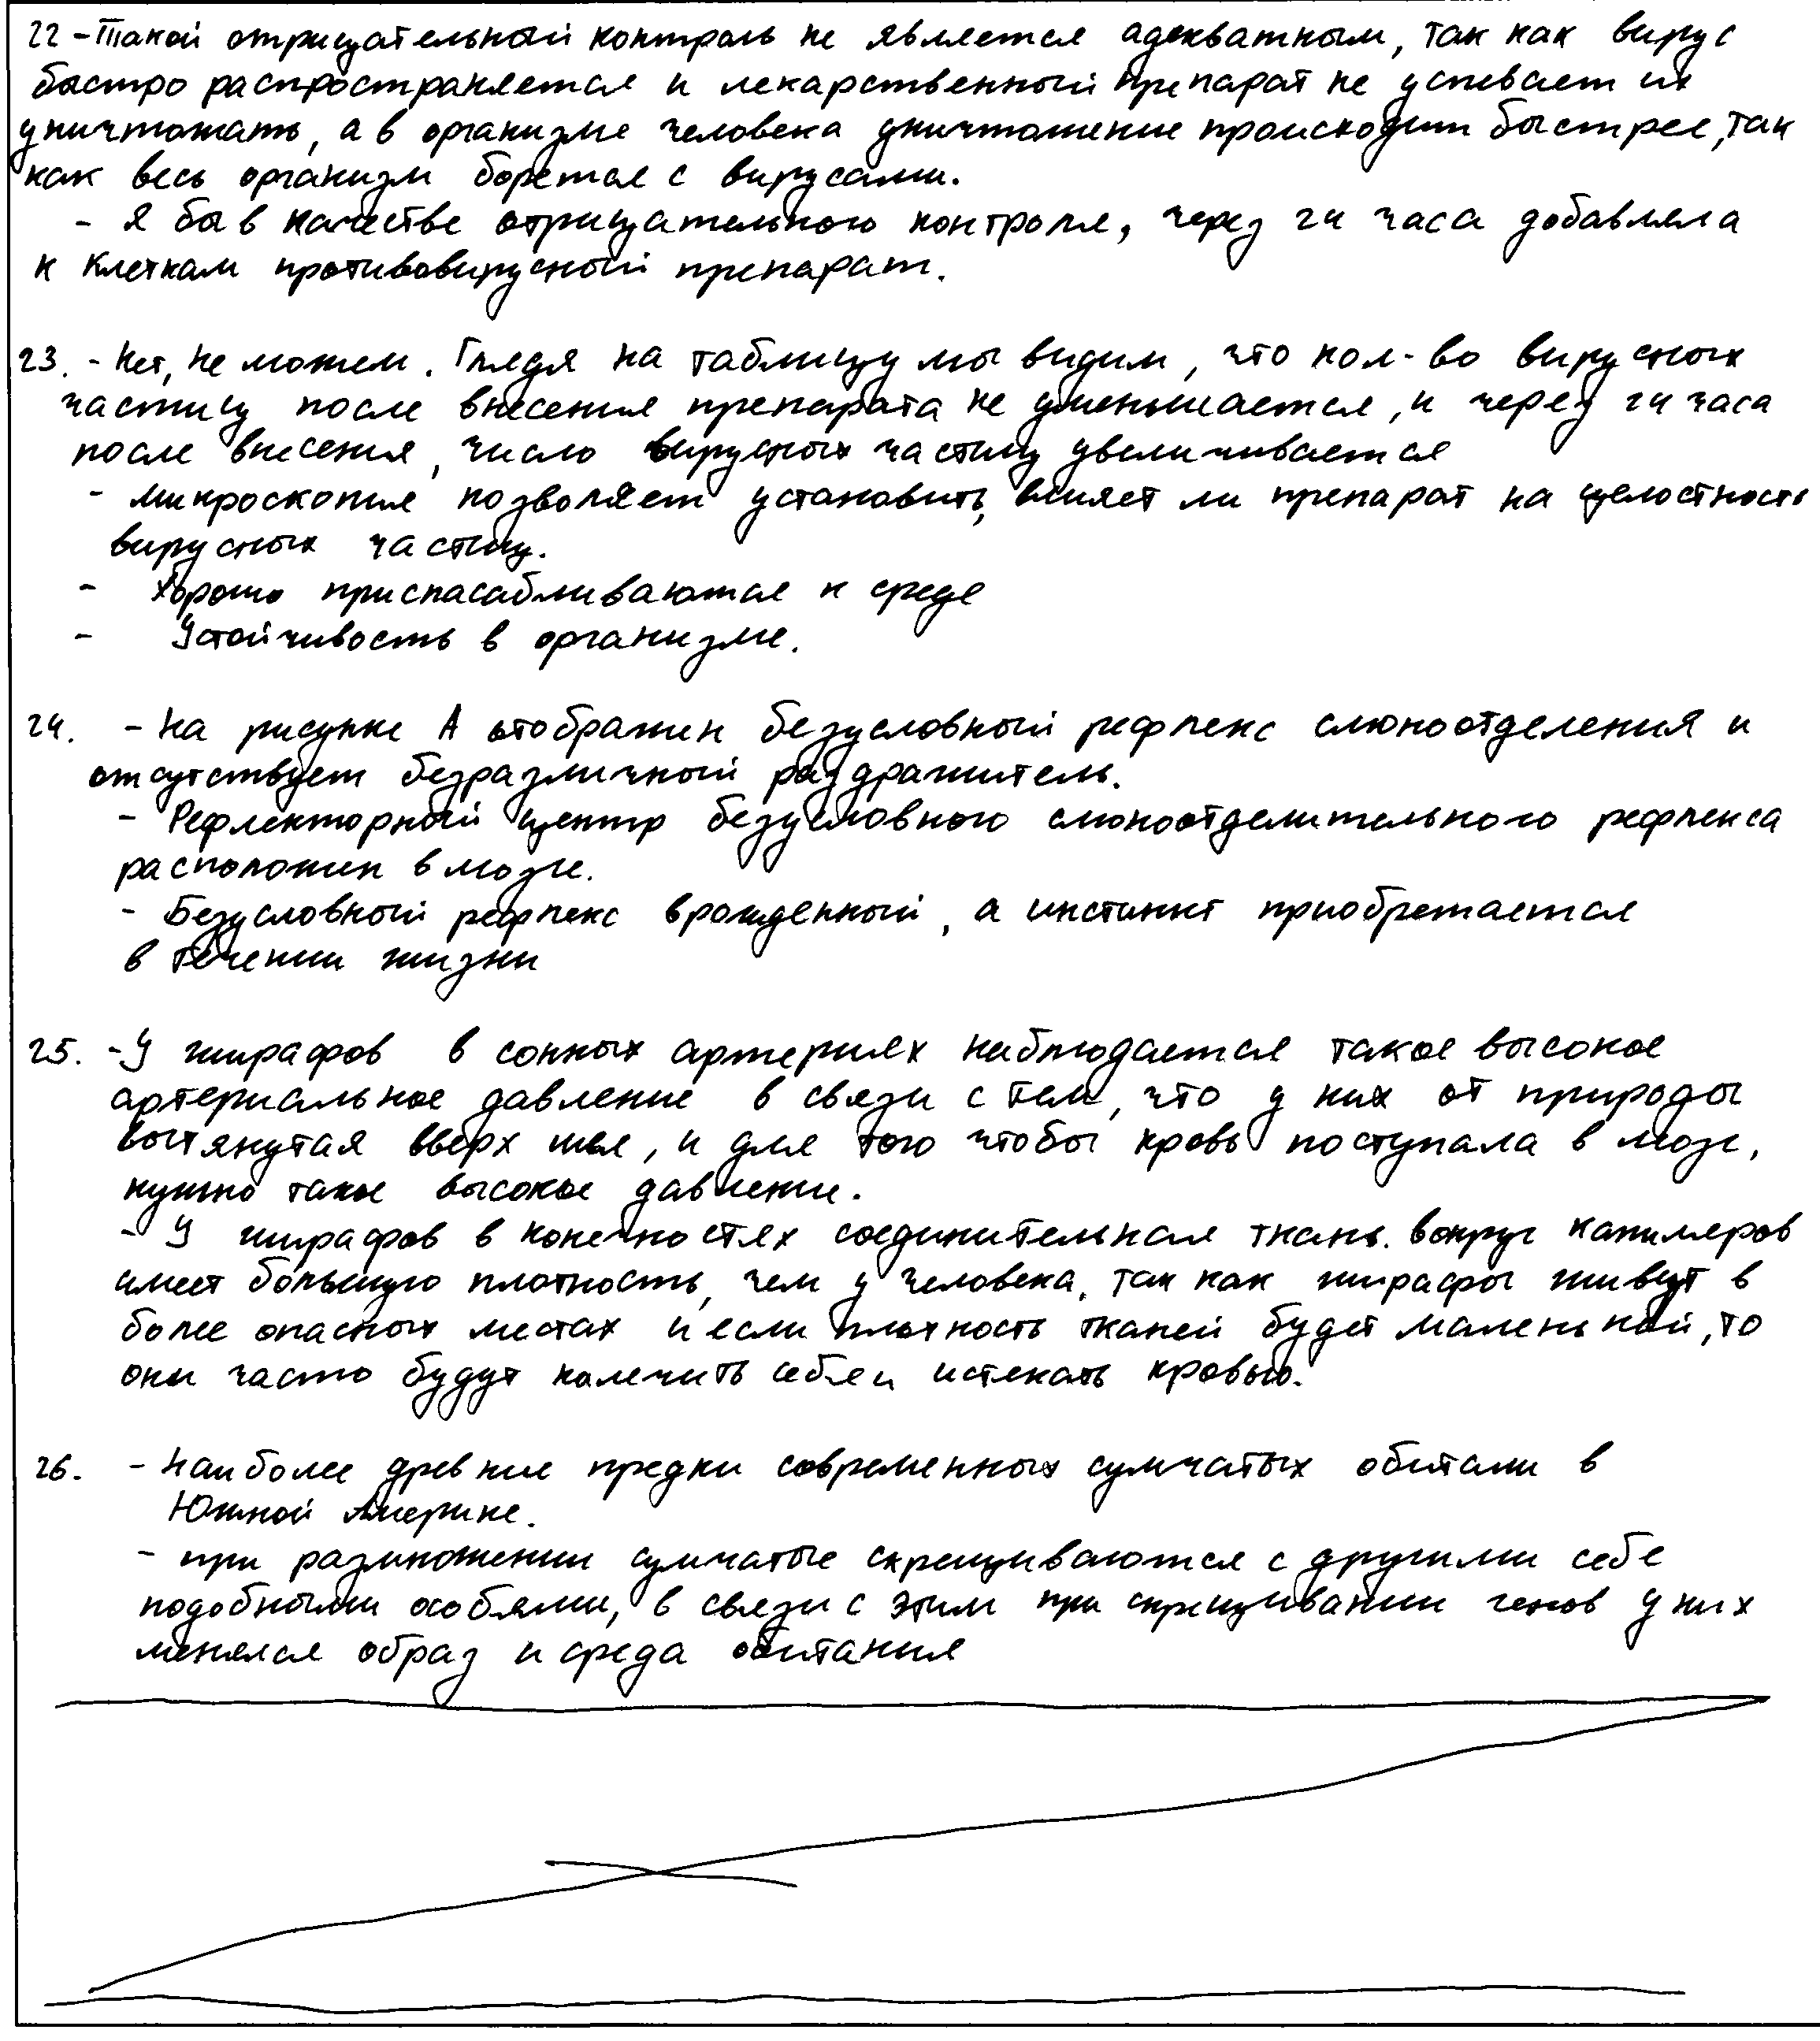 22 - Такой отрицательный контроль не является адекватным, так как вирус
быстро распространяется и лекарственный препарат не успевает их
уничтожать, а в организме человека уничтожение происходит быстрее, так
как весь организм борется с вирусами.
- Я бы в качестве отрицательного контроля, через 24 часа добавляла
к клеткам противовирусный препарат.
23. - Нет, не можем. Глядя на таблицу мы видим, что кол-во вирусных
частиц после внесения препарата не уменьшается, и через 24 часа
после внесения, число вирусных частиц увеличивается
- микроскопия позволяет установить, влияет ли препарат на целостность
вирусных частиц.
- Хорошо приспасабливаются к среде
- Устойчивость в организме.
24. - На рисунке А отображен безусловный рефлекс слюноотделения и
отсутствует безразличный раздражитель.
- Рефлекторный центр безусловного слюноотделительного рефлекса
расположен в мозге.
- Безусловный рефлекс врожденный, а инстинкт приобретается
в течении жизни
25. - У жирафов в сонных артериях наблюдается такое высокое
артериальное давление в связи с тем, что у них от природы
вытянутая вверх шея, и для того чтобы кровь поступала в мозг,
нужно такое высокое давление.
- У жирафов в конечностях соединительная ткань вокруг капилляров
имеет большую плотность, чем у человека, так как жирафы живут в
более опасных местах и если плотность тканей будет маленькой, то
они часто будут калечить себя и истекать кровью.
26. - Наиболее древние предки современных сумчатых обитали в
Южной Америке.
- при размножении сумчатые скрещиваются с другими себе
подобными особями, в связи с этим при скрещивании генов у них
менялся образ и среда обитания